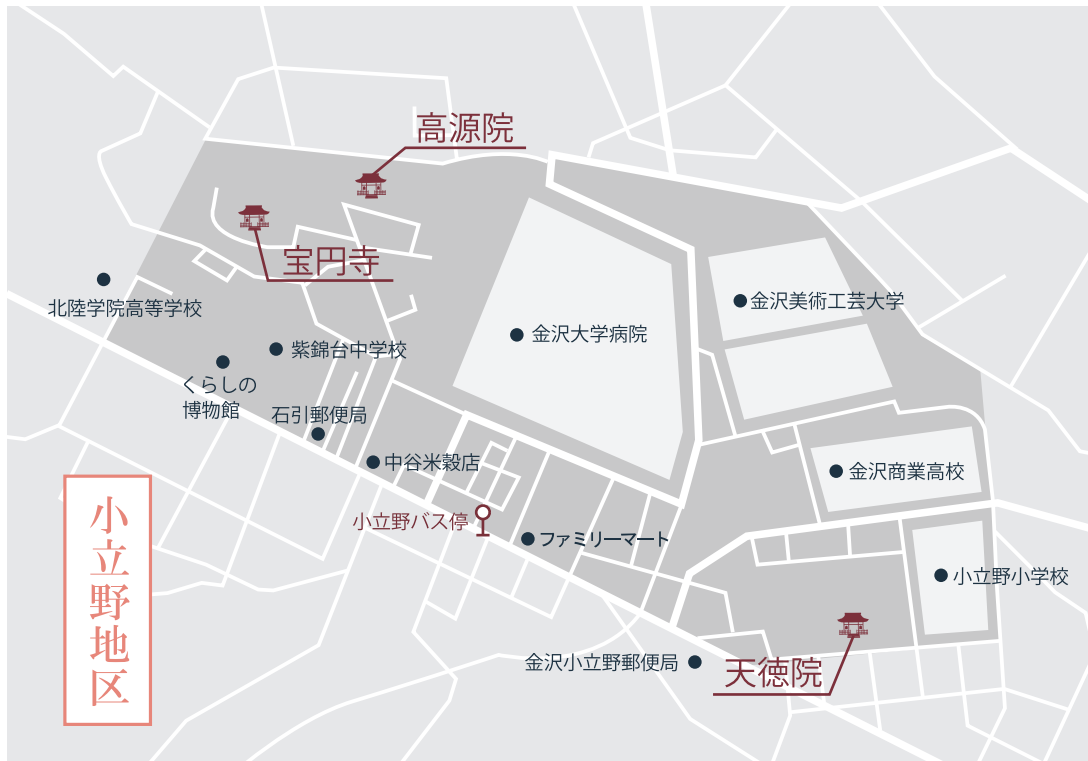 高源院
宝円寺
北陸学院高等学校
金沢美術工芸大学
金沢大学病院
紫錦台中学校
くらしの
博物館
石引郵便局
中谷米穀店
金沢商業高校
小立野バス停
ファミリーマート
小立野小学校
金沢小立野郵便局
天徳院
小立野地区